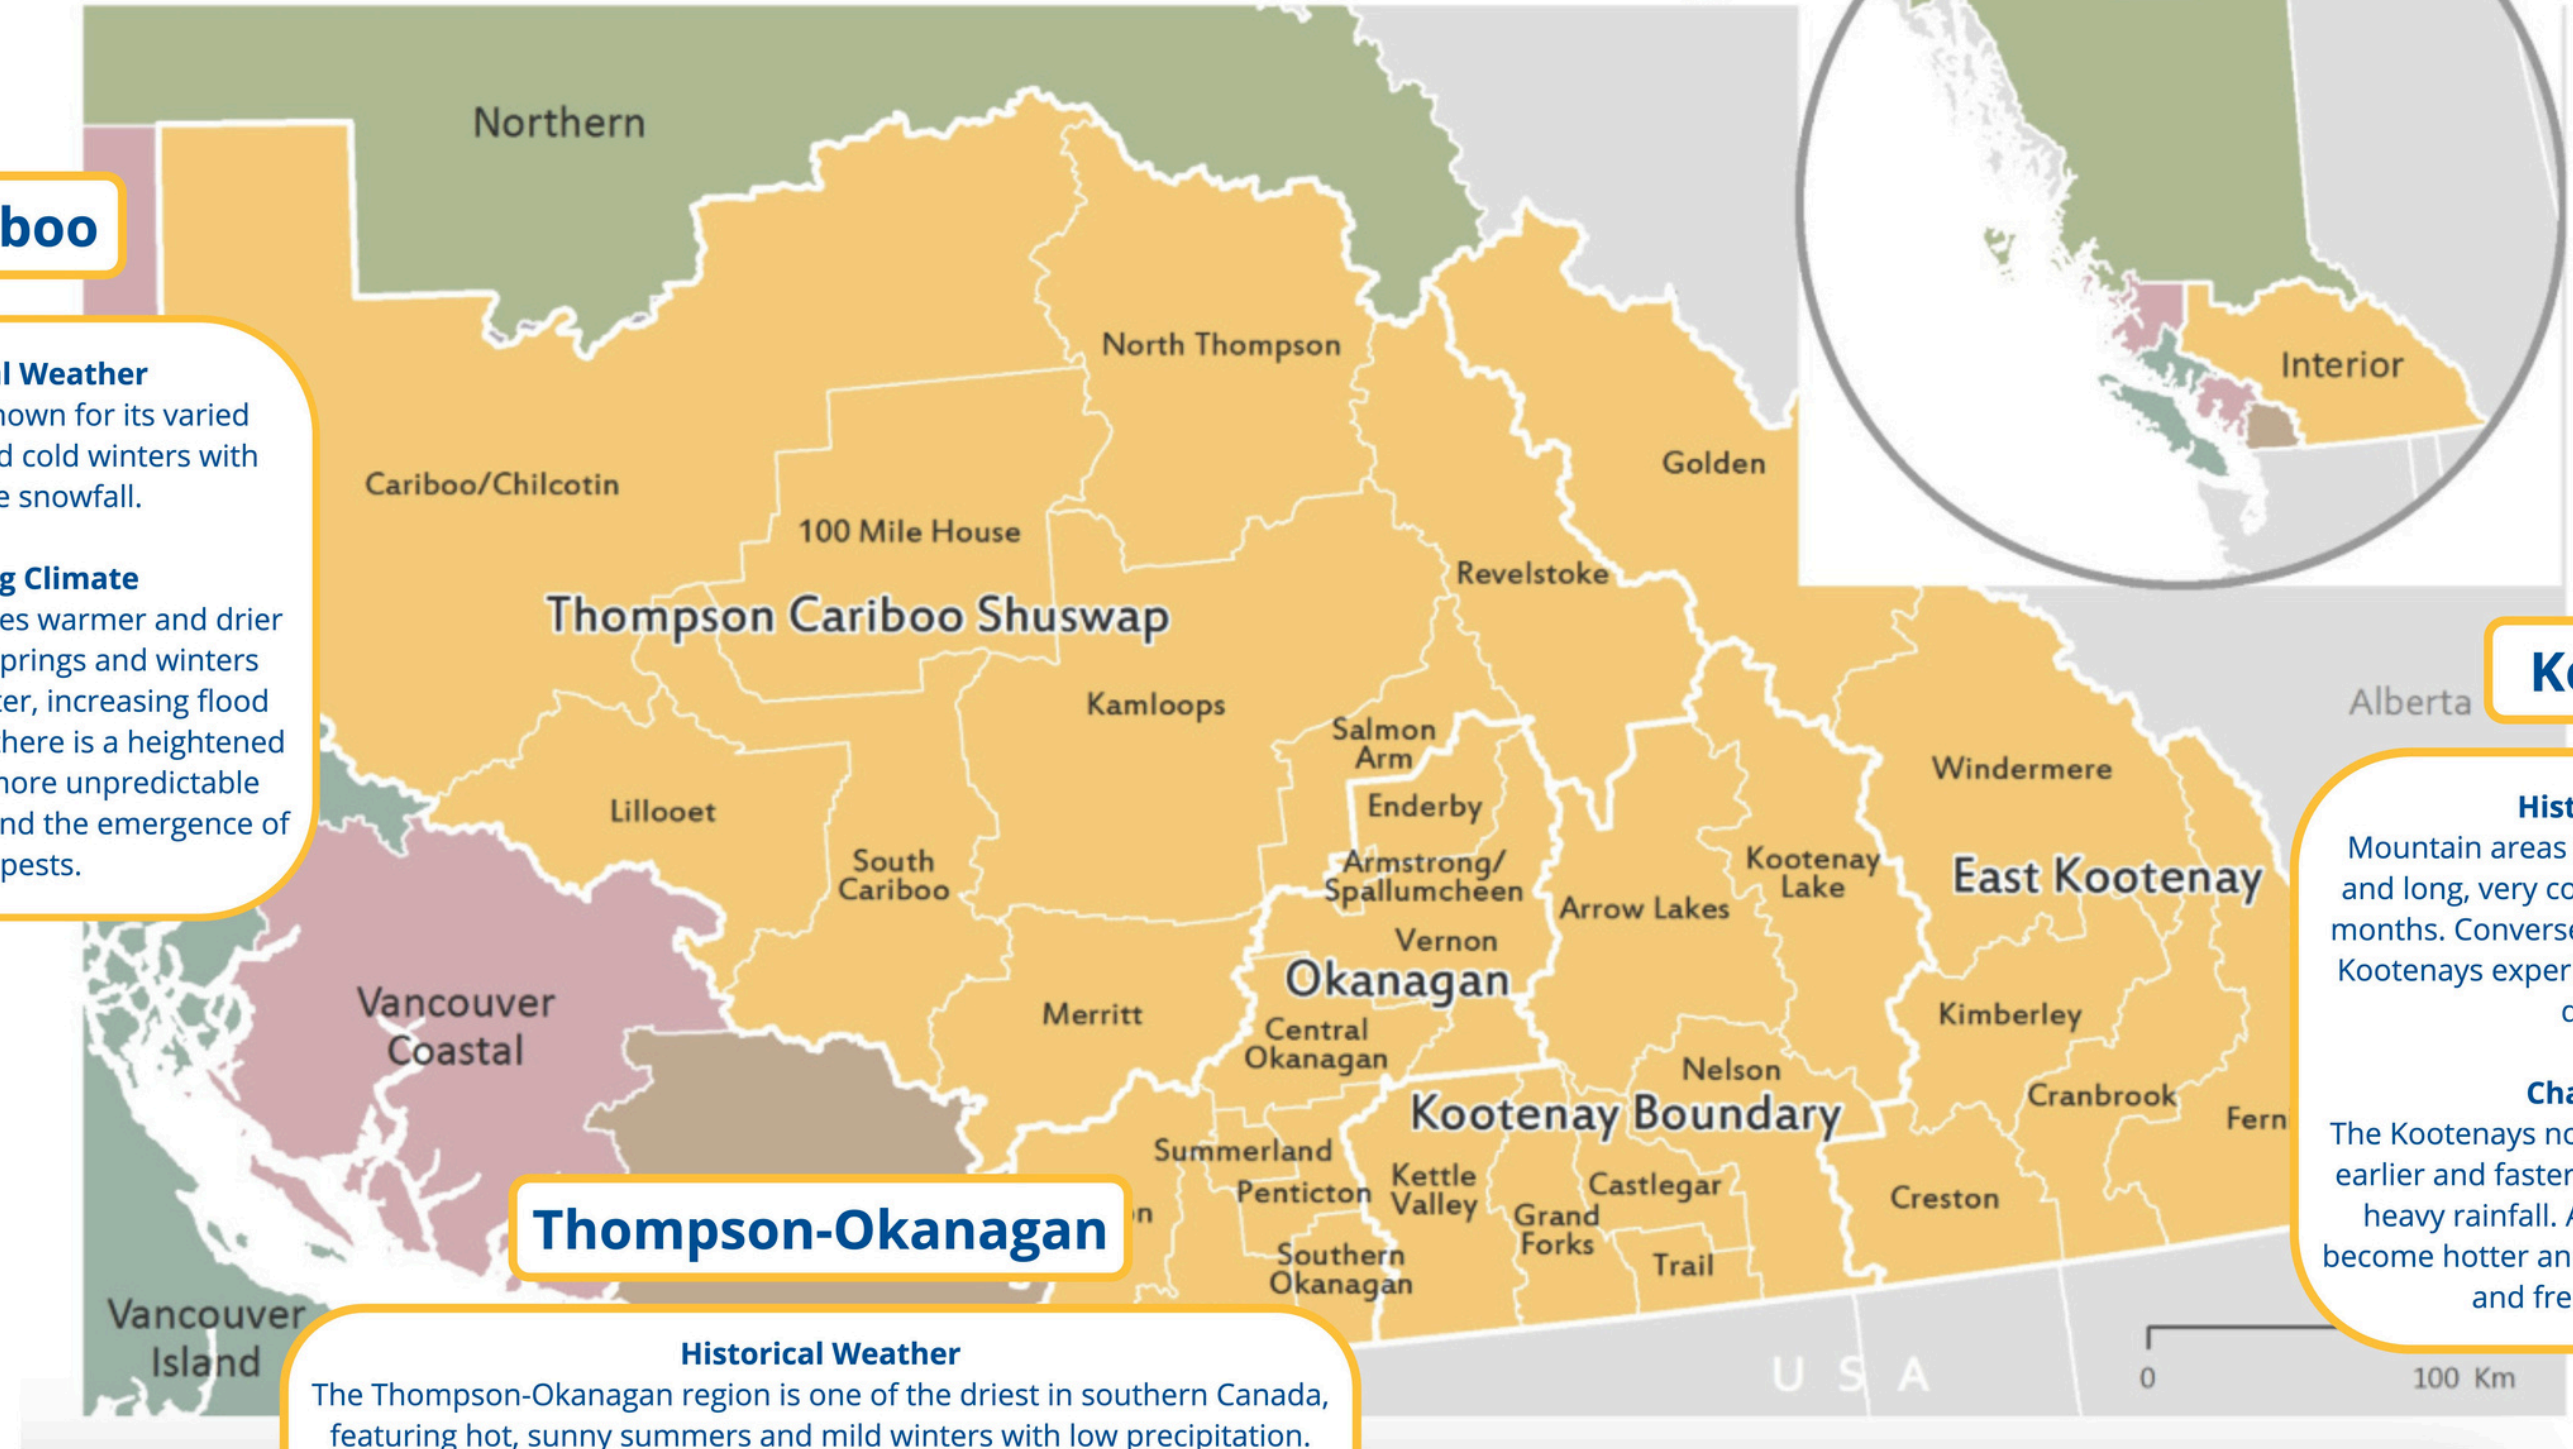 Northern
boo
l Weather
nown for its varied
d cold winters with
e snowfall.
g Climate
es warmer and drier
prings and winters
ter, increasing flood
there is a heightened
more unpredictable
nd the emergence of
pests.
North Thompson
Cariboo/Chilcotin
100 Mile House
Thompson Cariboo Shuswap
Golden
Revelstoke
Interior
Kamloops
Salmon
Arm
Enderby
Lillooet
South
Cariboo
Armstrong/
Spallumcheen
Vernon
Okanagan
Arrow Lakes
Kootenay
Lake
Windermere
East Kootenay
Alberta
Merritt
Central
Okanagan
Nelson
Kootenay Boundary
Kimberley
Cranbrook
Fern
Vancouver
Coastal
Summerland
Penticton
Kettle
Valley
Grand
Forks
Castlegar
Trail
Creston
Southern
Okanagan
n
Vancouver
Island
USA
0
100 Km
Hist
Mountain areas
and long, very co
months. Converse
Kootenays exper
Cha
The Kootenays no
earlier and faster
heavy rainfall. A
become hotter an
and fre
Thompson-Okanagan
Historical Weather
The Thompson-Okanagan region is one of the driest in southern Canada,
featuring hot, sunny summers and mild winters with low precipitation.